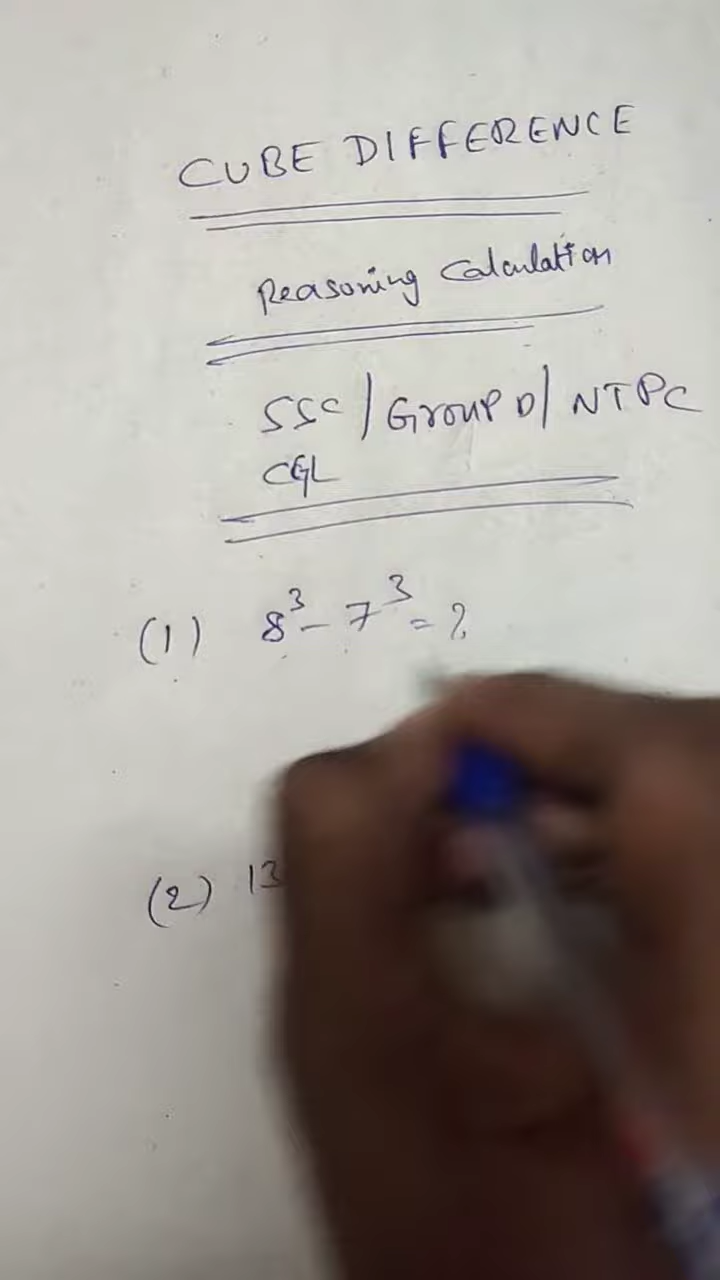 CUBE DIFFERENCE
Reasoning Calculation
SSC / Group D / NTPC
CGL
(1) 8³ - 7³ = ?
(2) 13